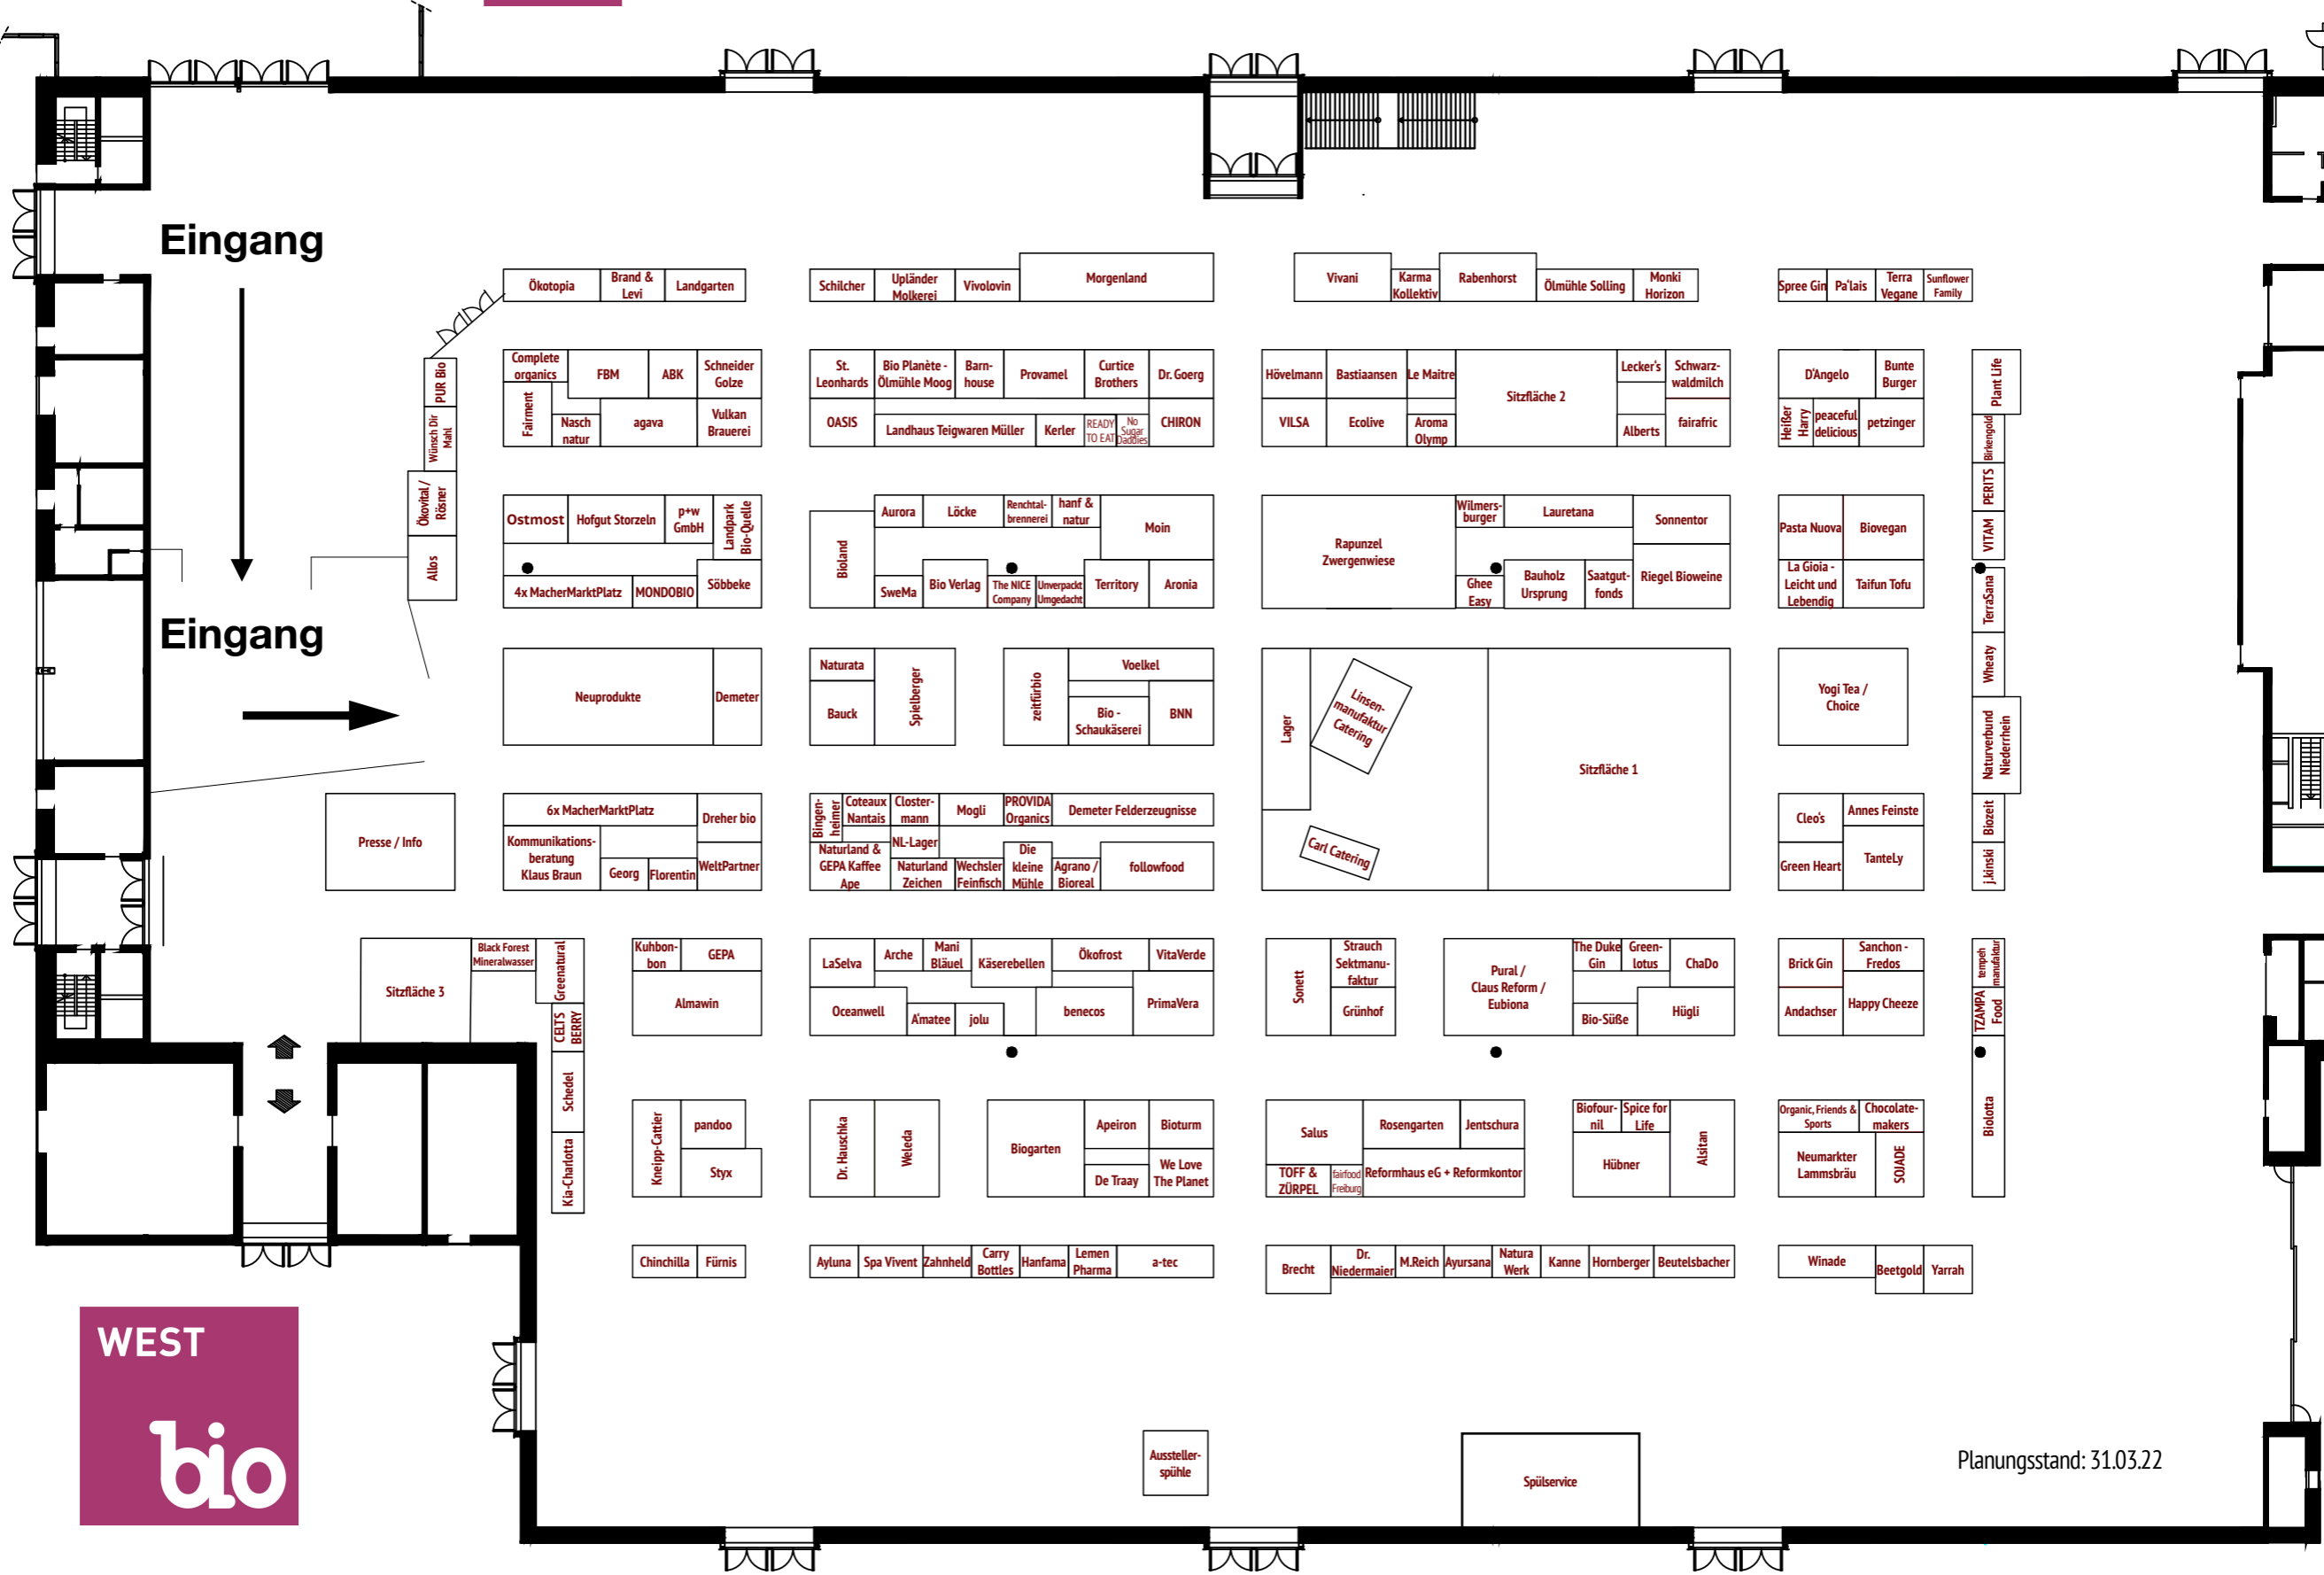 Eingang
Ökotopia
Brand &
Levi
Landgarten
Schilcher
Upländer
Molkerei
Vivolovin
Morgenland
Vivani
Karma
Kollektiv
Rabenhorst
Ölmühle Solling
Monki
Horizon
Spree Gin
Pa'lais
Terra
Vegane
Sunflower
Family
PUR Bio
Wünsch Dir
Mahl
Ökovital/
Rösner
Allos
Complete
organics
FBM
ABK
Schneider
Golze
Fairment
Nasch
natur
agava
Vulkan
Brauerei
St.
Leonhards
Bio Planète -
Ölmühle Moog
Barn-
house
Provamel
Curtice
Brothers
Dr. Goerg
OASIS
Landhaus Teigwaren Müller
Kerler
READY
TO EAT
No
Sugar
Daddies
CHIRON
Hövelmann
Bastiaansen
Le Maitre
Sitzfläche 2
Lecker's
Schwarz-
waldmilch
VILSA
Ecolive
Aroma
Olymp
Alberts
fairafric
D'Angelo
Bunte
Burger
Heißer
Harry
peaceful
delicious
petzinger
Plant Life
Birkengold
PERITS
VITAM
Ostmost
Hofgut Storzeln
p+w
GmbH
Landpark
Bio-Quelle
4x MacherMarktPlatz
MONDOBIO
Söbbeke
Bioland
Aurora
Löcke
Renchtal-
brennerei
hanf &
natur
Moin
SweMa
Bio Verlag
The NICE
Company
Unverpackt
Umgedacht
Territory
Aronia
Rapunzel
Zwergenwiese
Wilmers-
burger
Lauretana
Sonnentor
Ghee
Easy
Bauholz
Ursprung
Saatgut-
fonds
Riegel Bioweine
Pasta Nuova
Biovegan
La Gioia -
Leicht und
Lebendig
Taifun Tofu
TerraSana
Wheaty
Naturverbund
Niederrhein
Biozeit
j.kinski
Eingang
Neuprodukte
Demeter
Naturata
Bauck
Spielberger
zeitfürbio
Voelkel
Bio -
Schaukäserei
BNN
Lager
Linsen-
manufaktur
Catering
Carl Catering
Sitzfläche 1
Yogi Tea /
Choice
Presse / Info
6x MacherMarktPlatz
Dreher bio
Kommunikations-
beratung
Klaus Braun
Georg
Florentin
WeltPartner
Bingen-
heimer
Coteaux
Nantais
Closter-
mann
Mogli
PROVIDA
Organics
Demeter Felderzeugnisse
Naturland &
GEPA Kaffee
Ape
NL-Lager
Naturland
Zeichen
Wechsler
Feinfisch
Die
kleine
Mühle
Agrano /
Bioreal
followfood
Cleo's
Annes Feinste
Green Heart
TanteLy
Sitzfläche 3
Black Forest
Mineralwasser
Greenatural
CELTS
BERRY
Schedel
Kia-Charlotta
Kuhbon-
bon
GEPA
Almawin
LaSelva
Arche
Mani
Bläuel
Käserebellen
Ökofrost
VitaVerde
Oceanwell
A'matee
jolu
benecos
PrimaVera
Sonett
Strauch
Sektmanu-
faktur
Grünhof
Pural /
Claus Reform /
Eubiona
The Duke
Gin
Green-
lotus
ChaDo
Bio-Süße
Hügli
Brick Gin
Sanchon -
Fredos
Andachser
Happy Cheeze
tempeh
manufaktur
TZAMPA
Food
Biolotta
Kneipp-Cattier
pandoo
Styx
Dr. Hauschka
Weleda
Biogarten
Apeiron
Bioturm
De Traay
We Love
The Planet
Salus
Rosengarten
Jentschura
TOFF &
ZÜRPEL
fairfood
Freiburg
Reformhaus eG + Reformkontor
Biofour-
nil
Spice for
Life
Hübner
Alsitan
Organic, Friends &
Sports
Chocolate-
makers
Neumarkter
Lammsbräu
SOJADE
Chinchilla
Fürnis
Ayluna
Spa Vivent
Zahnheld
Carry
Bottles
Hanfama
Lemen
Pharma
a-tec
Brecht
Dr.
Niedermaier
M.Reich
Ayursana
Natura
Werk
Kanne
Hornberger
Beutelsbacher
Winade
Beetgold
Yarrah
WEST
bio
Aussteller-
spühle
Spülservice
Planungsstand: 31.03.22